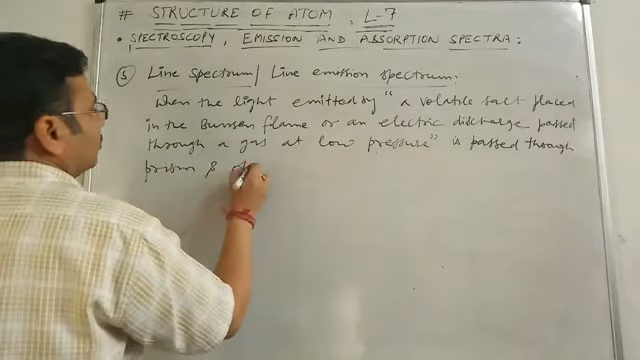 # STRUCTURE OF ATOM, L-7
• SPECTROSCOPY, EMISSION AND ABSORPTION SPECTRA:
⑤ Line Spectrum/ Line emission spectrum.
When the light emitted by " a volatile salt placed
in the Bunsen flame or an electric discharge passed
through a gas at low pressure" is passed through
prism &